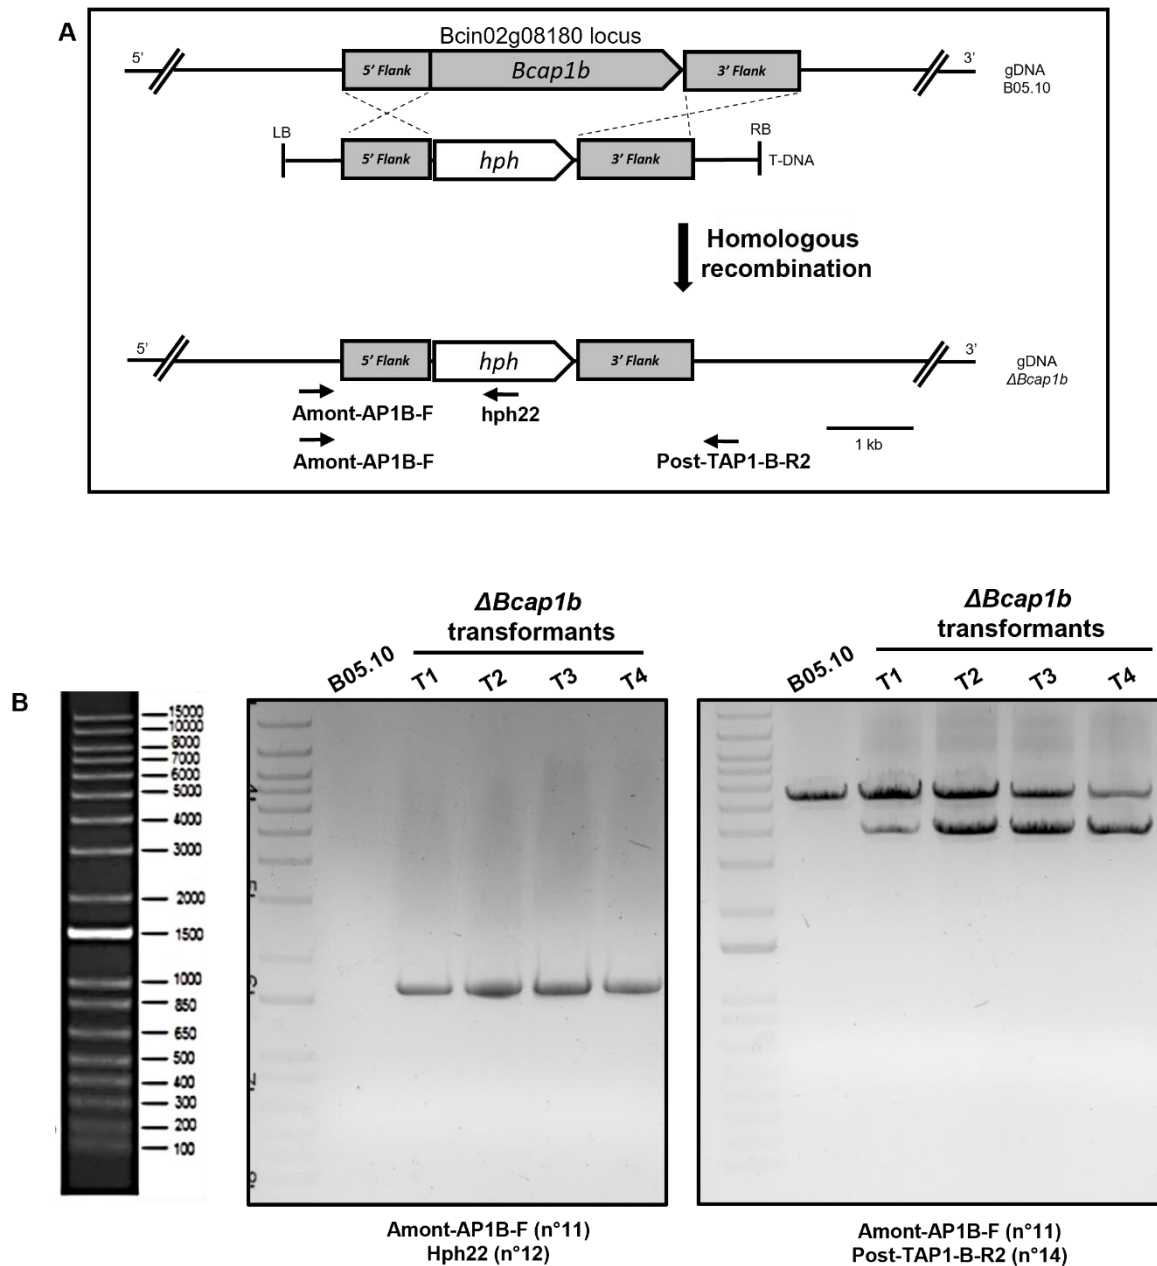 A
Bcin02g08180 locus
5’
5’ Flank
Bcap1b
3’ Flank
3’
gDNA
B05.10
LB
RB
5’ Flank
hph
3’ Flank
T-DNA
Homologous
recombination
5’
5’ Flank
hph
3’ Flank
3’
gDNA
ΔBcap1b
Amont-AP1B-F
hph22
Amont-AP1B-F
Post-TAP1-B-R2
1 kb
B
15000
10000
8000
7000
6000
5000
4000
3000
2000
1500
1000
850
650
500
400
300
200
100
ΔBcap1b
transformants
B05.10
T1
T2
T3
T4
Amont-AP1B-F (n°11)
Hph22 (n°12)
ΔBcap1b
transformants
B05.10
T1
T2
T3
T4
Amont-AP1B-F (n°11)
Post-TAP1-B-R2 (n°14)